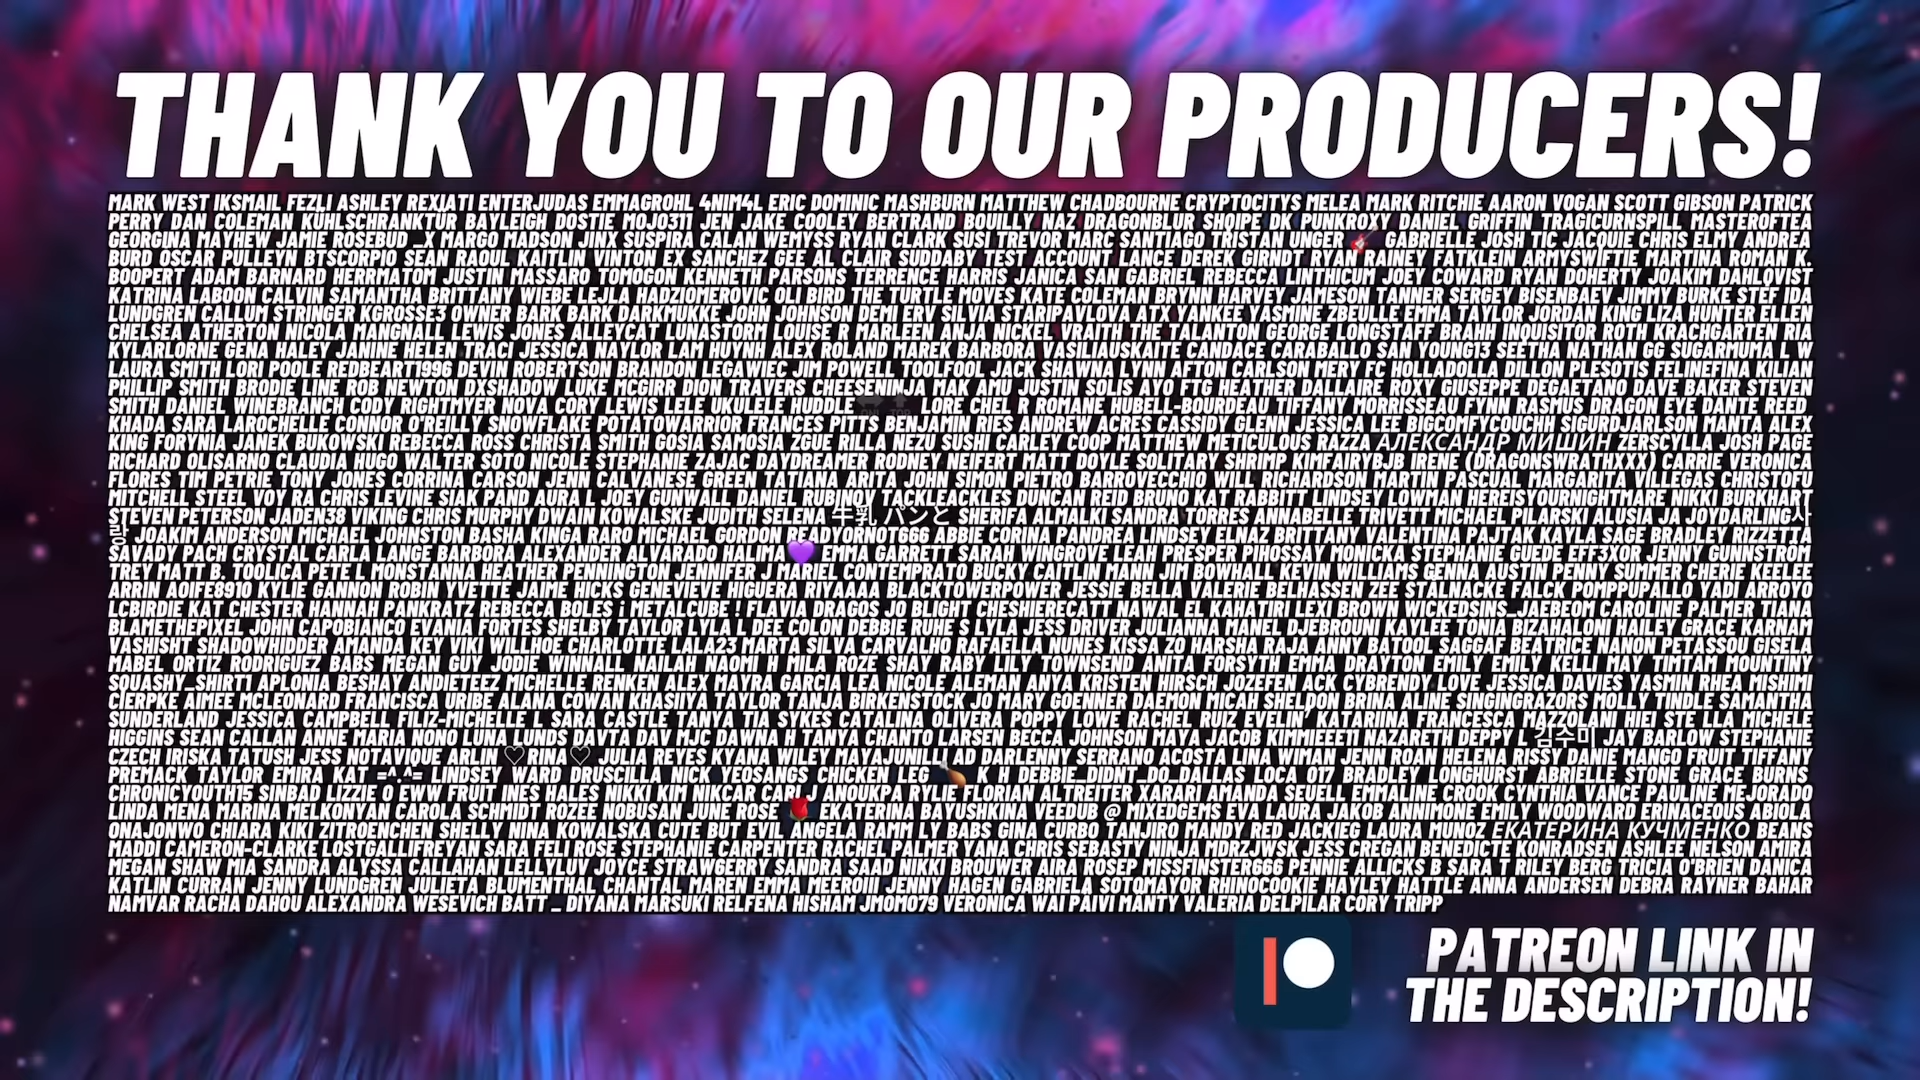 THANK YOU TO OUR PRODUCERS!
MARK WEST IKSMAIL FEZLI ASHLEY REXJATI ENTERJUDAS EMMAGROHL 4NIM4L ERIC DOMINIC MASHBURN MATTHEW CHADBOURNE CRYPTOCITYS MELEA MARK RITCHIE AARON VOGAN SCOTT GIBSON PATRICK
PERRY DAN COLEMAN KÜHLSCHRANKTÜR BAYLEIGH DOSTIE MOJO311 JEN JAKE COOLEY BERTRAND BOUILLY NAZ DRAGONBLUR SHQIPE DK PUNKROXY DANIEL GRIFFIN TRAGICURNSPILL MASTEROFTEA
GEORGINA MAYHEW JAMIE ROSEBUD _X MARGO MADSON JINX SUSPIRA CALAN WEMYSS RYAN CLARK SUSI TREVOR MARC SANTIAGO TRISTAN UNGER 🎸 GABRIELLE JOSH TIC JACQUIE CHRIS ELMY ANDREA
BURD OSCAR PULLEYN BTSCORPIO SEAN RAOUL KAITLIN VINTON EX SANCHEZ GEE AL CLAIR SUDDABY TEST ACCOUNT LANCE DEREK GIRNDT RYAN RAINEY FATKLEIN ARMYSWIFTIE MARTINA ROMAN K.
BOOPERT ADAM BARNARD HERRMATOM JUSTIN MASSARO TOMOGON KENNETH PARSONS TERRENCE HARRIS JANICA SAN GABRIEL REBECCA LINTHICUM JOEY COWARD RYAN DOHERTY JOAKIM DAHLQVIST
KATRINA LABOON CALVIN SAMANTHA BRITTANY WIEBE LEJLA HADZIOMEROVIC OLI BIRD THE TURTLE MOVES KATE COLEMAN BRYNN HARVEY JAMESON TANNER SERGEY BISENBAEV JIMMY BURKE STEF IDA
LUNDGREN CALLUM STRINGER KGROSSE3 OWNER BARK BARK DARKMUKKE JOHN JOHNSON DEMI ERV SILVIA STARIPAVLOVA ATX YANKEE YASMINE ZBEULLE EMMA TAYLOR JORDAN KING LIZA HUNTER ELLEN
CHELSEA ATHERTON NICOLA MANGNALL LEWIS JONES ALLEYCAT LUNASTORM LOUISE R MARLEEN ANJA NICKEL VRAITH THE TALANTON GEORGE LONGSTAFF BRAHT INQUISITOR ROTH KRACHGARTEN RIA
KYLARLORNE GENA HALEY JANINE HELEN TRACI JESSICA NAYLOR LAM HUYNH ALEX ROLAND MAREK BARBORA VASILIAUSKAITE CANDACE CARABALLO SAN YOUNG13 SEETHA NATHAN GG SUGARMUMA L W
LAURA SMITH LORI POOLE REDBEART1996 DEVIN ROBERTSON BRANDON LEGAWIEC JIM POWELL TOOLFOOL JACK SHAWNA LYNN AFTON CARLSON MERY FC HOLLADOLLA DILLON PLESOTIS FELINEFINA KILIAN
PHILLIP SMITH BRODIE LINE ROB NEWTON DXSHADOW LUKE MCGIRR DION TRAVERS CHEESENINJA MAK AMU JUSTIN SOLIS AYO FTG HEATHER DALLAIRE ROXY GIUSEPPE DEGAETANO DAVE BAKER STEVEN
SMITH DANIEL WINEBRANCH CODY RIGHTMYER NOVA CORY LEWIS LELE UKULELE HUDDLE LORE CHEL R ROMANE HUBELL-BOURDEAU TIFFANY MORRISSEAU FYNN RASMUS DRAGON EYE DANTE REED
KHADA SARA LAROCHELLE CONNOR O'REILLY SNOWFLAKE POTATOWARRIOR FRANCES PITTS BENJAMIN RIES ANDREW ACRES CASSIDY GLENN JESSICA LEE BIGCOMFYCOUCHH SIGURDJARLSON MANTA ALEX
KING FORYNIA JANEK BUKOWSKI REBECCA ROSS CHRISTA SMITH GOSIA SAMOSIA ZGUE RILLA NEZU SUSHI CARLEY COOP MATTHEW METICULOUS RAZZA АЛЕКСАНДР МИШИН ZERSCYLLA JOSH PAGE
RICHARD OLISARNO CLAUDIA HUGO WALTER SOTO NICOLE STEPHANIE ZAJAC DAYDREAMER RODNEY NEIFERT MATT DOYLE SOLITARY SHRIMP KIMFAIRYBJB IRENE (DRAGONSWRATHXXX) CARRIE VERONICA
FLORES TIM PETRIE TONY JONES CORRINA CARSON JENN CALVANESE GREEN TATIANA ARITA JOHN SIMON PIETRO BARROVECCHIO WILL RICHARDSON MARTIN PASCUAL MARGARITA VILLEGAS CHRISTOFU
MITCHELL STEEL VOY RA CHRIS LEVINE SIAK PAND AURA L JOEY GUNWALL DANIEL RUBINOV TACKLEACKLES DUNCAN REID BRUNO KAT RABBITT LINDSEY LOWMAN HEREISYOURNIGHTMARE NIKKI BURKHART
STEVEN PETERSON JADEN38 VIKING CHRIS MURPHY DWAIN KOWALSKE JUDITH SELENA 牛乳 パンと SHERIFA ALMALKI SANDRA TORRES ANNABELLE TRIVETT MICHAEL PILARSKI ALUSIA JA JOYDARLING사
랑 JOAKIM ANDERSON MICHAEL JOHNSTON BASHA KINGA RARO MICHAEL GORDON READYORNOT666 ABBIE CORINA PANDREA LINDSEY ELNAZ BRITTANY VALENTINA PAJTAK KAYLA SAGE BRADLEY RIZZETTA
SAVADY PACH CRYSTAL CARLA LANGE BARBORA ALEXANDER ALVARADO HALIMA 💜 EMMA GARRETT SARAH WINGROVE LEAH PRESPER PIHOSSAY MONICKA STEPHANIE GUEDE EFF3XOR JENNY GUNNSTROM
TREY MATT B. TOOLICA PETE L MONSTANNA HEATHER PENNINGTON JENNIFER J MARIEL CONTEMPRATO BUCKY CAITLIN MANN JIM BOWHALL KEVIN WILLIAMS GENNA AUSTIN PENNY SUMMER CHERIE KEELEE
ARRIN AOIFE8910 KYLIE GANNON ROBIN YVETTE JAIME HICKS GENEVIEVE HIGUERA RIYAAAA BLACKTOWERPOWER JESSIE BELLA VALERIE BELHASSEN ZEE STALNACKE FALCK POMPPUPALLO YADI ARROYO
LCBIRDIE KAT CHESTER HANNAH PANKRATZ REBECCA BOLES ¡ METALCUBE ! FLAVIA DRAGOS JO BLIGHT CHESHIERECATT NAWAL EL KAHATIRI LEXI BROWN WICKEDSINS_JAEBEOM CAROLINE PALMER TIANA
BLAMETHEPIXEL JOHN CAPOBIANCO EVANIA FORTES SHELBY TAYLOR LYLA L DEE COLON DEBBIE RUHE S LYLA JESS DRIVER JULIANNA MANEL DJEBROUNI KAYLEE TONIA BIZAHALONI HAILEY GRACE KARNAM
VASHISHT SHADOWHIDDER AMANDA KEY VIKI WILLHOE CHARLOTTE LALA23 MARTA SILVA CARVALHO RAFAELLA NUNES KISSA ZO HARSHA RAJA ANNY BATOOL SAGGAF BEATRICE NANON PETASSOU GISELA
MABEL ORTIZ RODRIGUEZ BABS MEGAN GUY JODIE WINNALL NAILAH NAOMI H MILA ROZE SHAY RABY LILY TOWNSEND ANITA FORSYTH EMMA DRAYTON EMILY EMILY KELLI MAY TIMTAM MOUNTINY
SQUASHY_SHIRT1 APLONIA BESHAY ANDIETEEZ MICHELLE RENKEN ALEX MAYRA GARCIA LEA NICOLE ALEMAN ANYA KRISTEN HIRSCH JOZEFEN ACK CYBRENDY LOVE JESSICA DAVIES YASMIN RHEA MISHIMI
CIERPKE AIMEE MCLEONARD FRANCISCA URIBE ALANA COWAN KHASIIYA TAYLOR TANJA BIRKENSTOCK JO MARY GOENNER DAEMON MICAH SHELDON BRINA ALINE SINGINGRAZORS MOLLY TINDLE SAMANTHA
SUNDERLAND JESSICA CAMPBELL FILIZ-MICHELLE L SARA CASTLE TANYA TIA SYKES CATALINA OLIVERA POPPY LOWE RACHEL RUIZ EVELIN' KATARIINA FRANCESCA MAZZOLANI HIEI STE LLA MICHELE
HIGGINS SEAN CALLAH ANNE MARIA NONO LUNA LUNDS DAVTA DAV MJC DAWNA H TANYA CHANTO LARSEN BECCA JOHNSON MAYA JACOB KIMMIEEE11 NAZARETH DEPPY L 김수미 JAY BARLOW STEPHANIE
CZECH IRISKA TATUSH JESS NOTAVIQUE ARLIN ♡ RINA ♡ JULIA REYES KYANA WILEY MAYAJUNILLAD DARLENNY SERRANO ACOSTA LINA WIMAN JENI ROAH HELENA RISSY DANIE MANGO FRUIT TIFFANY
PREMACK TAYLOR EMIRA KAT =^.^= LINDSEY WARD DRUSCILLA NICK YEOSANGS CHICKEN LEG 🍗 K H DEBBIE_DIDNT_DO_DALLAS LOCA_017 BRADLEY LONGHURST ABRIELLE STONE GRACE BURNS
CHRONICYOUTH15 SINBAD LIZZIE O EWW FRUIT INES HALES NIKKI KIM NIKCAR CARPJ ANOUKPA RYLIE FLORIAN ALTREITER XARARI AMANDA SEUELL EMMALINE CROOK CYNTHIA VANCE PAULINE MEJORADO
LINDA MENA MARINA MELKONYAN CAROLA SCHMIDT ROZEE NOBUSAN JUNE ROSE 🌹 EKATERINA BAYUSHKINA VEEDUB @ MIXEDGEMS EVA LAURA JAKOB ANNIMONE EMILY WOODWARD ERINACEOUS ABIOLA
ONAJONWO CHIARA KIKI ZITROENCHEN SHELLY NINA KOWALSKA CUTE BUT EVIL ANGELA RAMM LY BABS GINA CURBO TANJIRO MANDY RED JACKIEG LAURA MUNOZ ЕКАТЕРИНА КУЧМЕНКО BEANS
MADDI CAMERON-CLARKE LOSTGALLIFREYAN SARA FELI ROSE STEPHANIE CARPENTER RACHEL PALMER YANA CHRIS SEBASTY NINJA MDRZJWSK JESS CREGAN BENEDICTE KONRADSEN ASHLEE NELSON AMIRA
MEGAN SHAW MIA SANDRA ALYSSA CALLAHAN LELLYLUV JOYCE STRAW6ERRY SANDRA SAAD NIKKI BROUWER AIRA ROSEP MISSFINSTER666 PENNIE ALLICKS B SARA T RILEY BERG TRICIA O'BRIEN DANICA
KATLIN CURRAN JENNY LUNDGREN JULIETA BLUMENTHAL CHANTAL MAREN EMMA MEEROIII JENNY HAGEN GABRIELA SOTOMAYOR RHINOCOOKIE HAYLEY HATTLE ANNA ANDERSEN DEBRA RAYNER BAHAR
NAMVAR RACHA DAHOU ALEXANDRA WESEVICH BATT _ DIYANA MARSUKI RELFENA HISHAM JMOMO79 VERONICA WAI PAIVI MANTY VALERIA DELPILAR CORY TRIPP
PATREON LINK IN
THE DESCRIPTION!